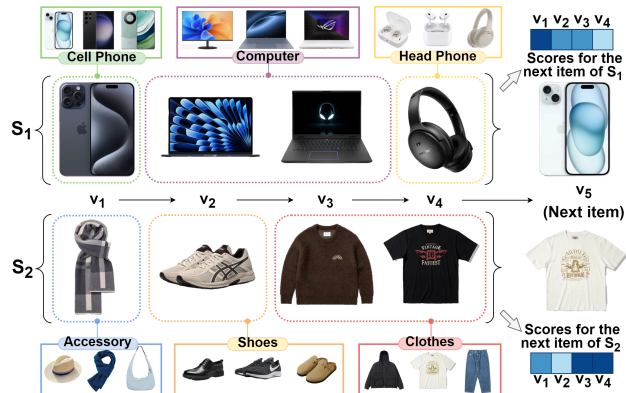 v1 v2 v3 v4
Cell Phone
Computer
Head Phone
Scores for the
next item of S1
S1
v1
v2
v3
v4
v5
(Next item)
S2
VINTAGE
FASTEST
Scores for the
next item of S2
Accessory
Shoes
Clothes
v1 v2 v3 v4